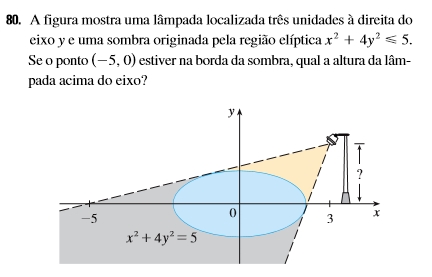 80. A figura mostra uma lâmpada localizada três unidades à direita do
eixo y e uma sombra originada pela região elíptica x² + 4y² ⩽ 5.
Se o ponto (−5, 0) estiver na borda da sombra, qual a altura da lâm-
pada acima do eixo?
y
?
−5
0
3
x
x² + 4y² = 5